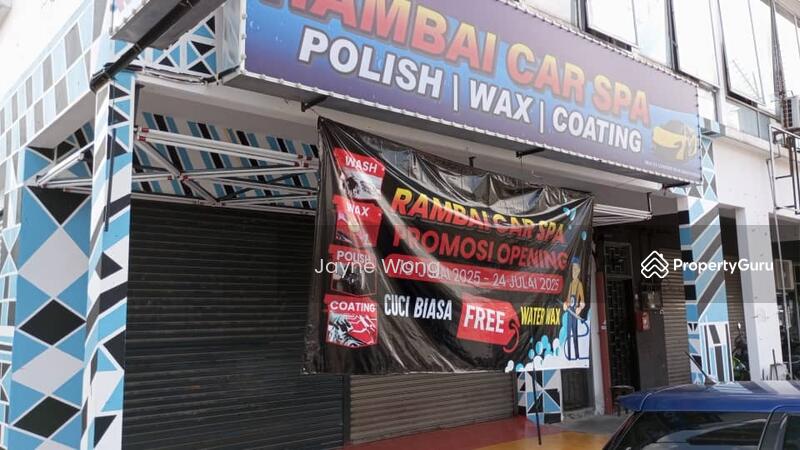 RAMBAI CAR SPA
POLISH | WAX | COATING
WASH
WAX
POLISH
COATING
RAMBAI CAR SPA
PROMOSI OPENING
2025 - 24 JULAI 2025
CUCI BIASA
FREE
WATER WAX
Jayne Wong
PropertyGuru